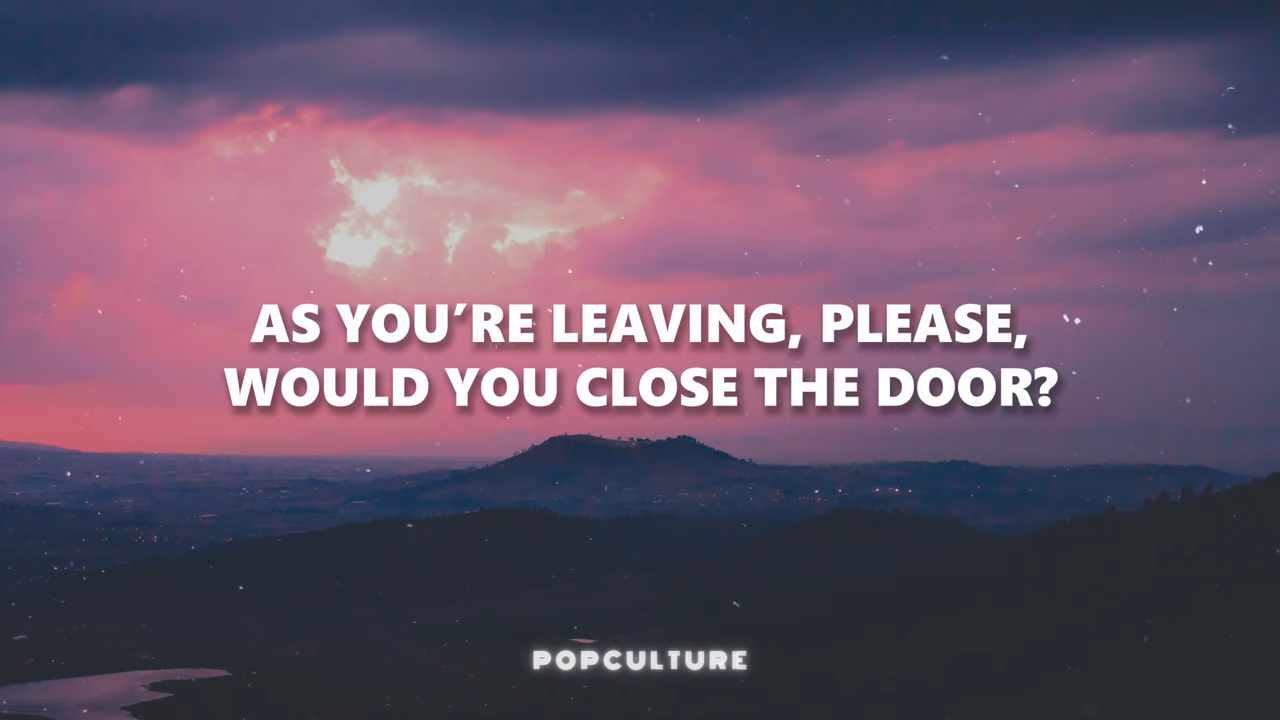 AS YOU’RE LEAVING, PLEASE,
WOULD YOU CLOSE THE DOOR?
POPCULTURE